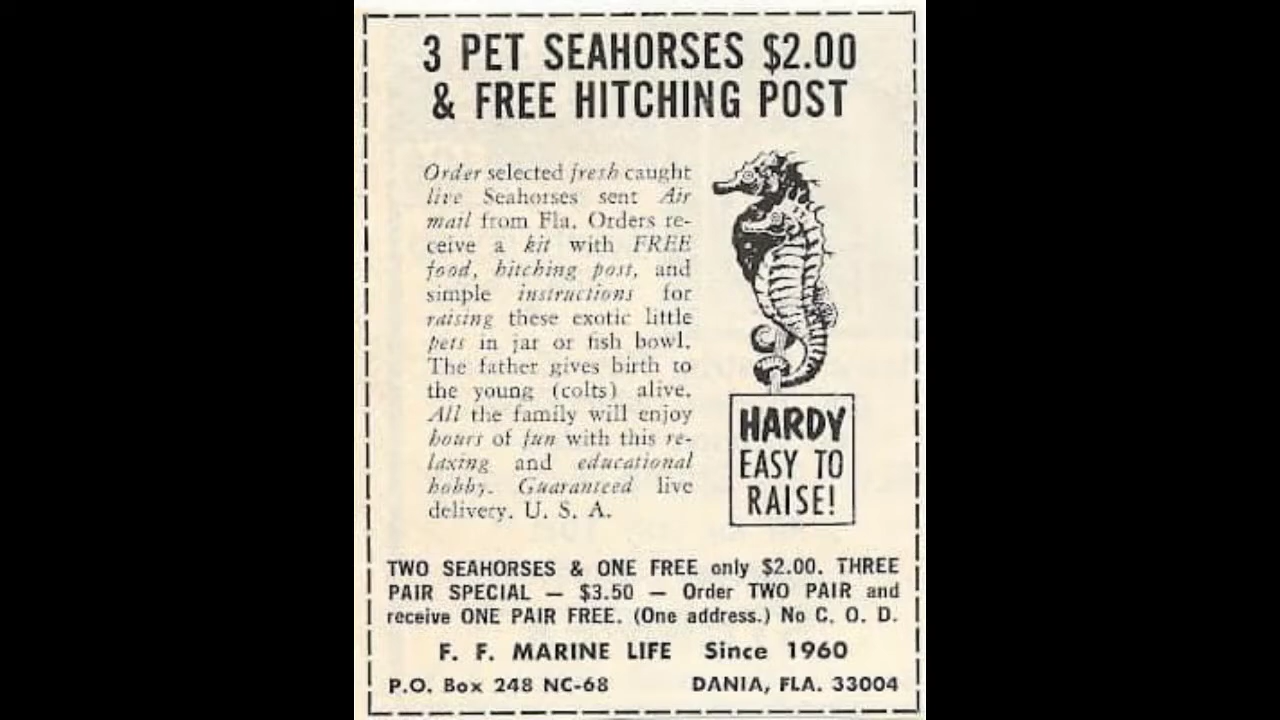 3 PET SEAHORSES $2.00
& FREE HITCHING POST
Order selected fresh caught
live Seahorses sent Air
mail from Fla. Orders re-
ceive a kit with FREE
food, hitching post, and
simple instructions for
raising these exotic little
pets in jar or fish bowl.
The father gives birth to
the young (colts) alive.
All the family will enjoy
hours of fun with this re-
laxing and educational
hobby. Guaranteed live
delivery. U. S. A.
HARDY
EASY TO
RAISE!
TWO SEAHORSES & ONE FREE only $2.00. THREE
PAIR SPECIAL — $3.50 — Order TWO PAIR and
receive ONE PAIR FREE. (One address.) No C. O. D.
F. F. MARINE LIFE Since 1960
P.O. Box 248 NC-68 DANIA, FLA. 33004